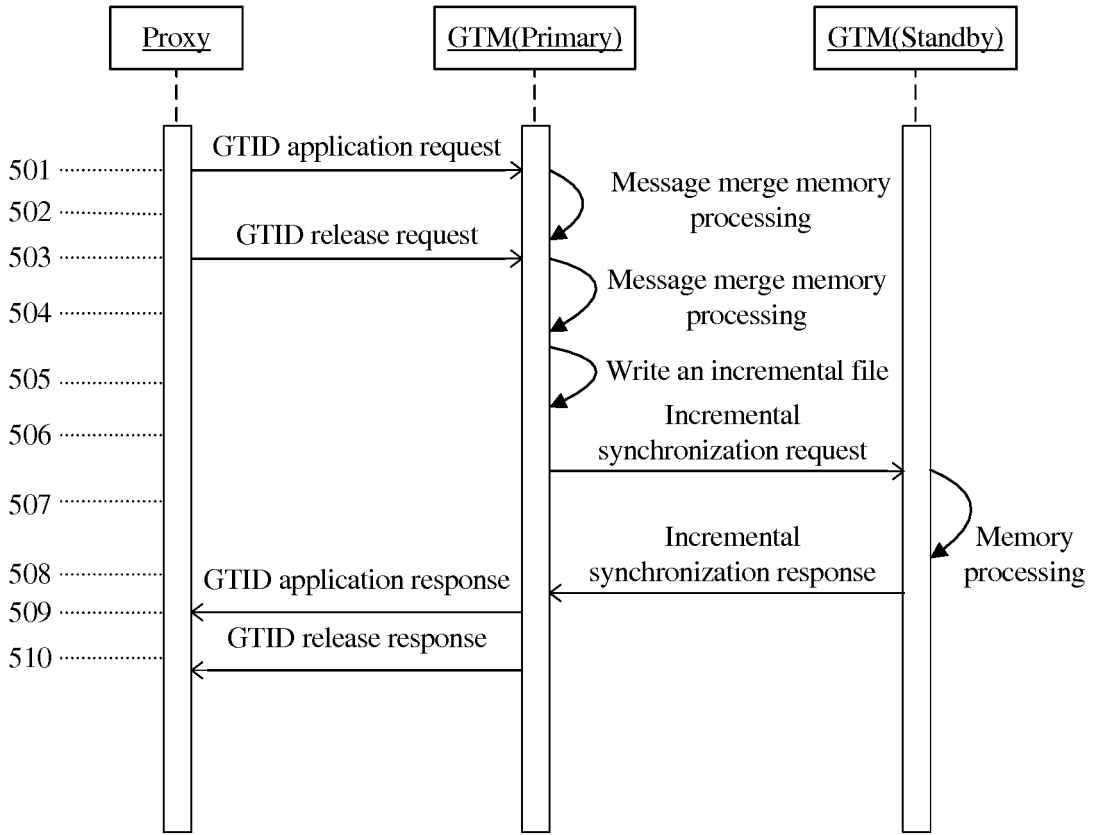 Proxy
GTM(Primary)
GTM(Standby)
501
GTID application request
Message merge memory
processing
502
503
GTID release request
Message merge memory
processing
504
505
Write an incremental file
506
Incremental
synchronization request
507
Memory
processing
Incremental
synchronization response
508
GTID application response
509
GTID release response
510